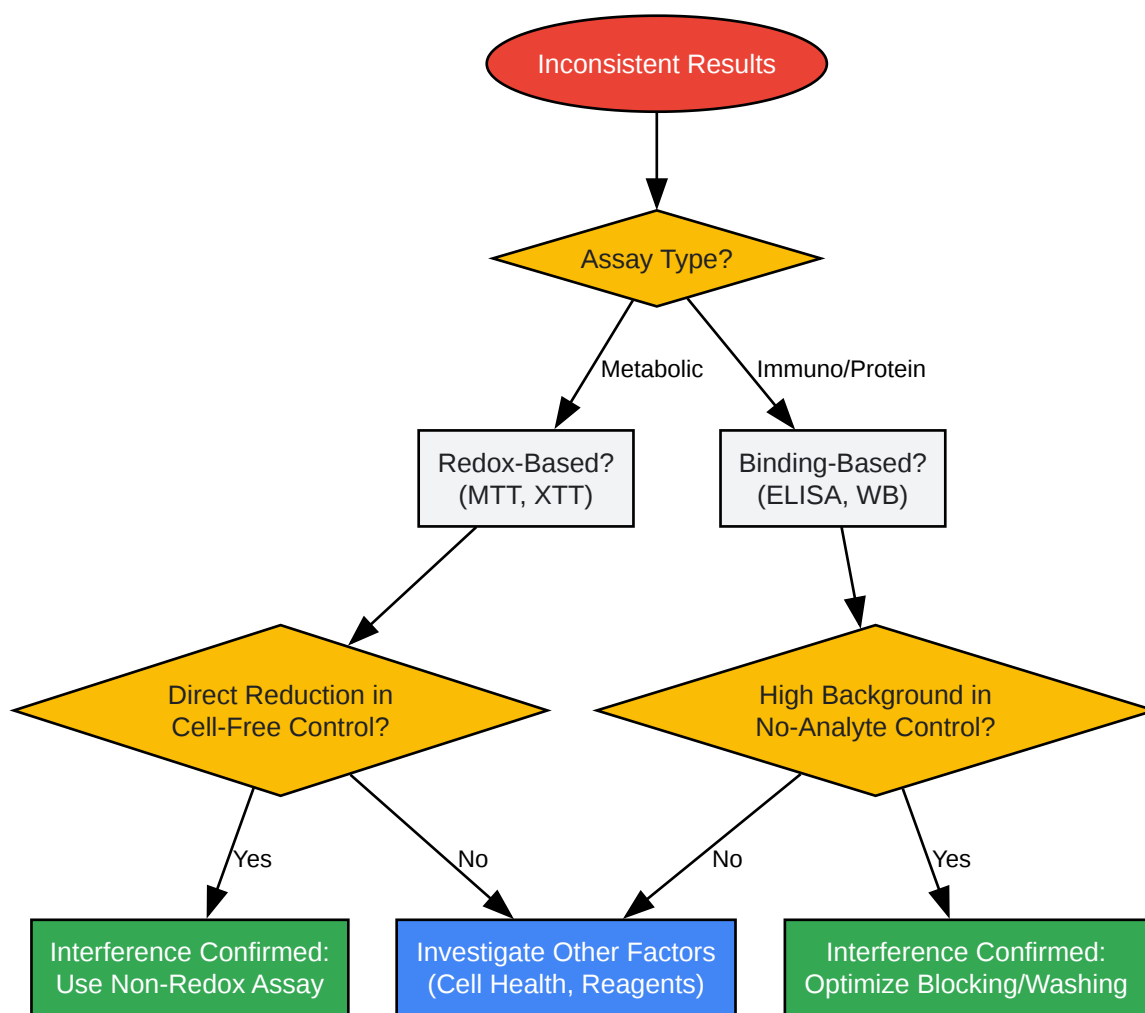 Inconsistent Results
Assay Type?
Metabolic
Immuno/Protein
Redox-Based?
(MTT, XTT)
Binding-Based?
(ELISA, WB)
Direct Reduction in
Cell-Free Control?
High Background in
No-Analyte Control?
Yes
No
No
Yes
Interference Confirmed:
Use Non-Redox Assay
Investigate Other Factors
(Cell Health, Reagents)
Interference Confirmed:
Optimize Blocking/Washing